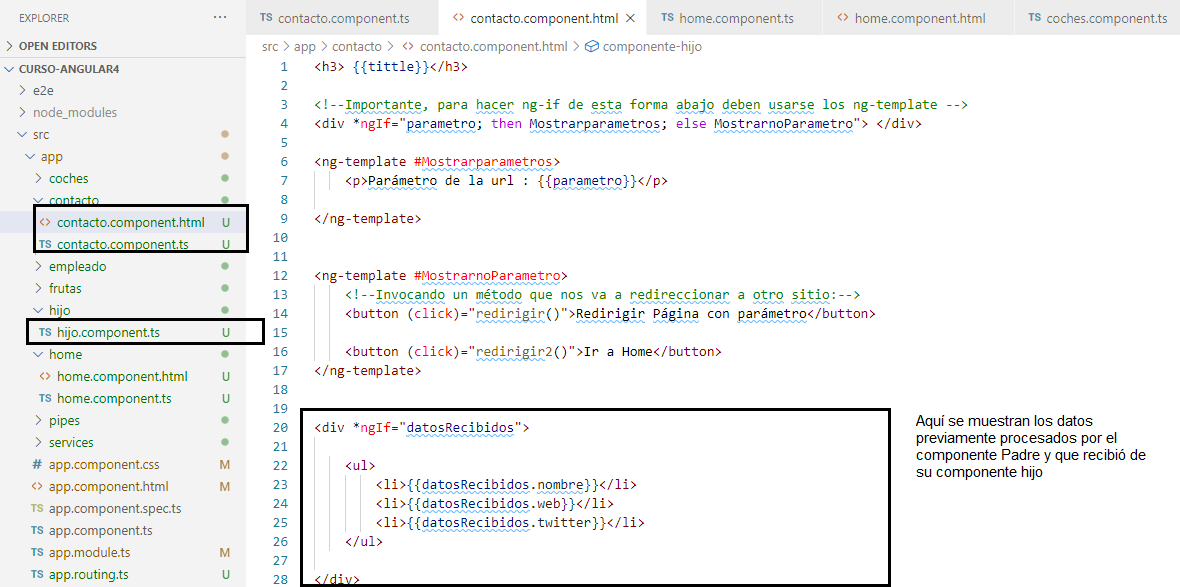 EXPLORER
OPEN EDITORS
CURSO-ANGULAR4
e2e
node_modules
src
app
coches
contacto
contacto.component.html U
TS contacto.component.ts U
empleado
frutas
hijo
TS hijo.component.ts U
home
home.component.html U
TS home.component.ts U
pipes
services
# app.component.css M
app.component.html M
TS app.component.spec.ts
TS app.component.ts
TS app.module.ts M
TS app.routing.ts U
TS contacto.component.ts
contacto.component.html
TS home.component.ts
home.component.html
TS coches.component.ts
src > app > contacto > contacto.component.html > componente-hijo
1 <h3> {{tittle}}</h3>
2
3 <!--Importante, para hacer ng-if de esta forma abajo deben usarse los ng-template -->
4 <div *ngIf="parametro; then Mostrarparametros; else MostrarnoParametro"> </div>
5
6 <ng-template #Mostrarparametros>
7 <p>Parámetro de la url : {{parametro}}</p>
8
9 </ng-template>
10
11
12 <ng-template #MostrarnoParametro>
13 <!--Invocando un método que nos va a redireccionar a otro sitio:-->
14 <button (click)="redirigir()">Redirigir Página con parámetro</button>
15
16 <button (click)="redirigir2()">Ir a Home</button>
17 </ng-template>
18
19
20 <div *ngIf="datosRecibidos">
21
22 <ul>
23 <li>{{datosRecibidos.nombre}}</li>
24 <li>{{datosRecibidos.web}}</li>
25 <li>{{datosRecibidos.twitter}}</li>
26 </ul>
27
28 </div>
Aquí se muestran los datos
previamente procesados por el
componente Padre y que recibió de
su componente hijo